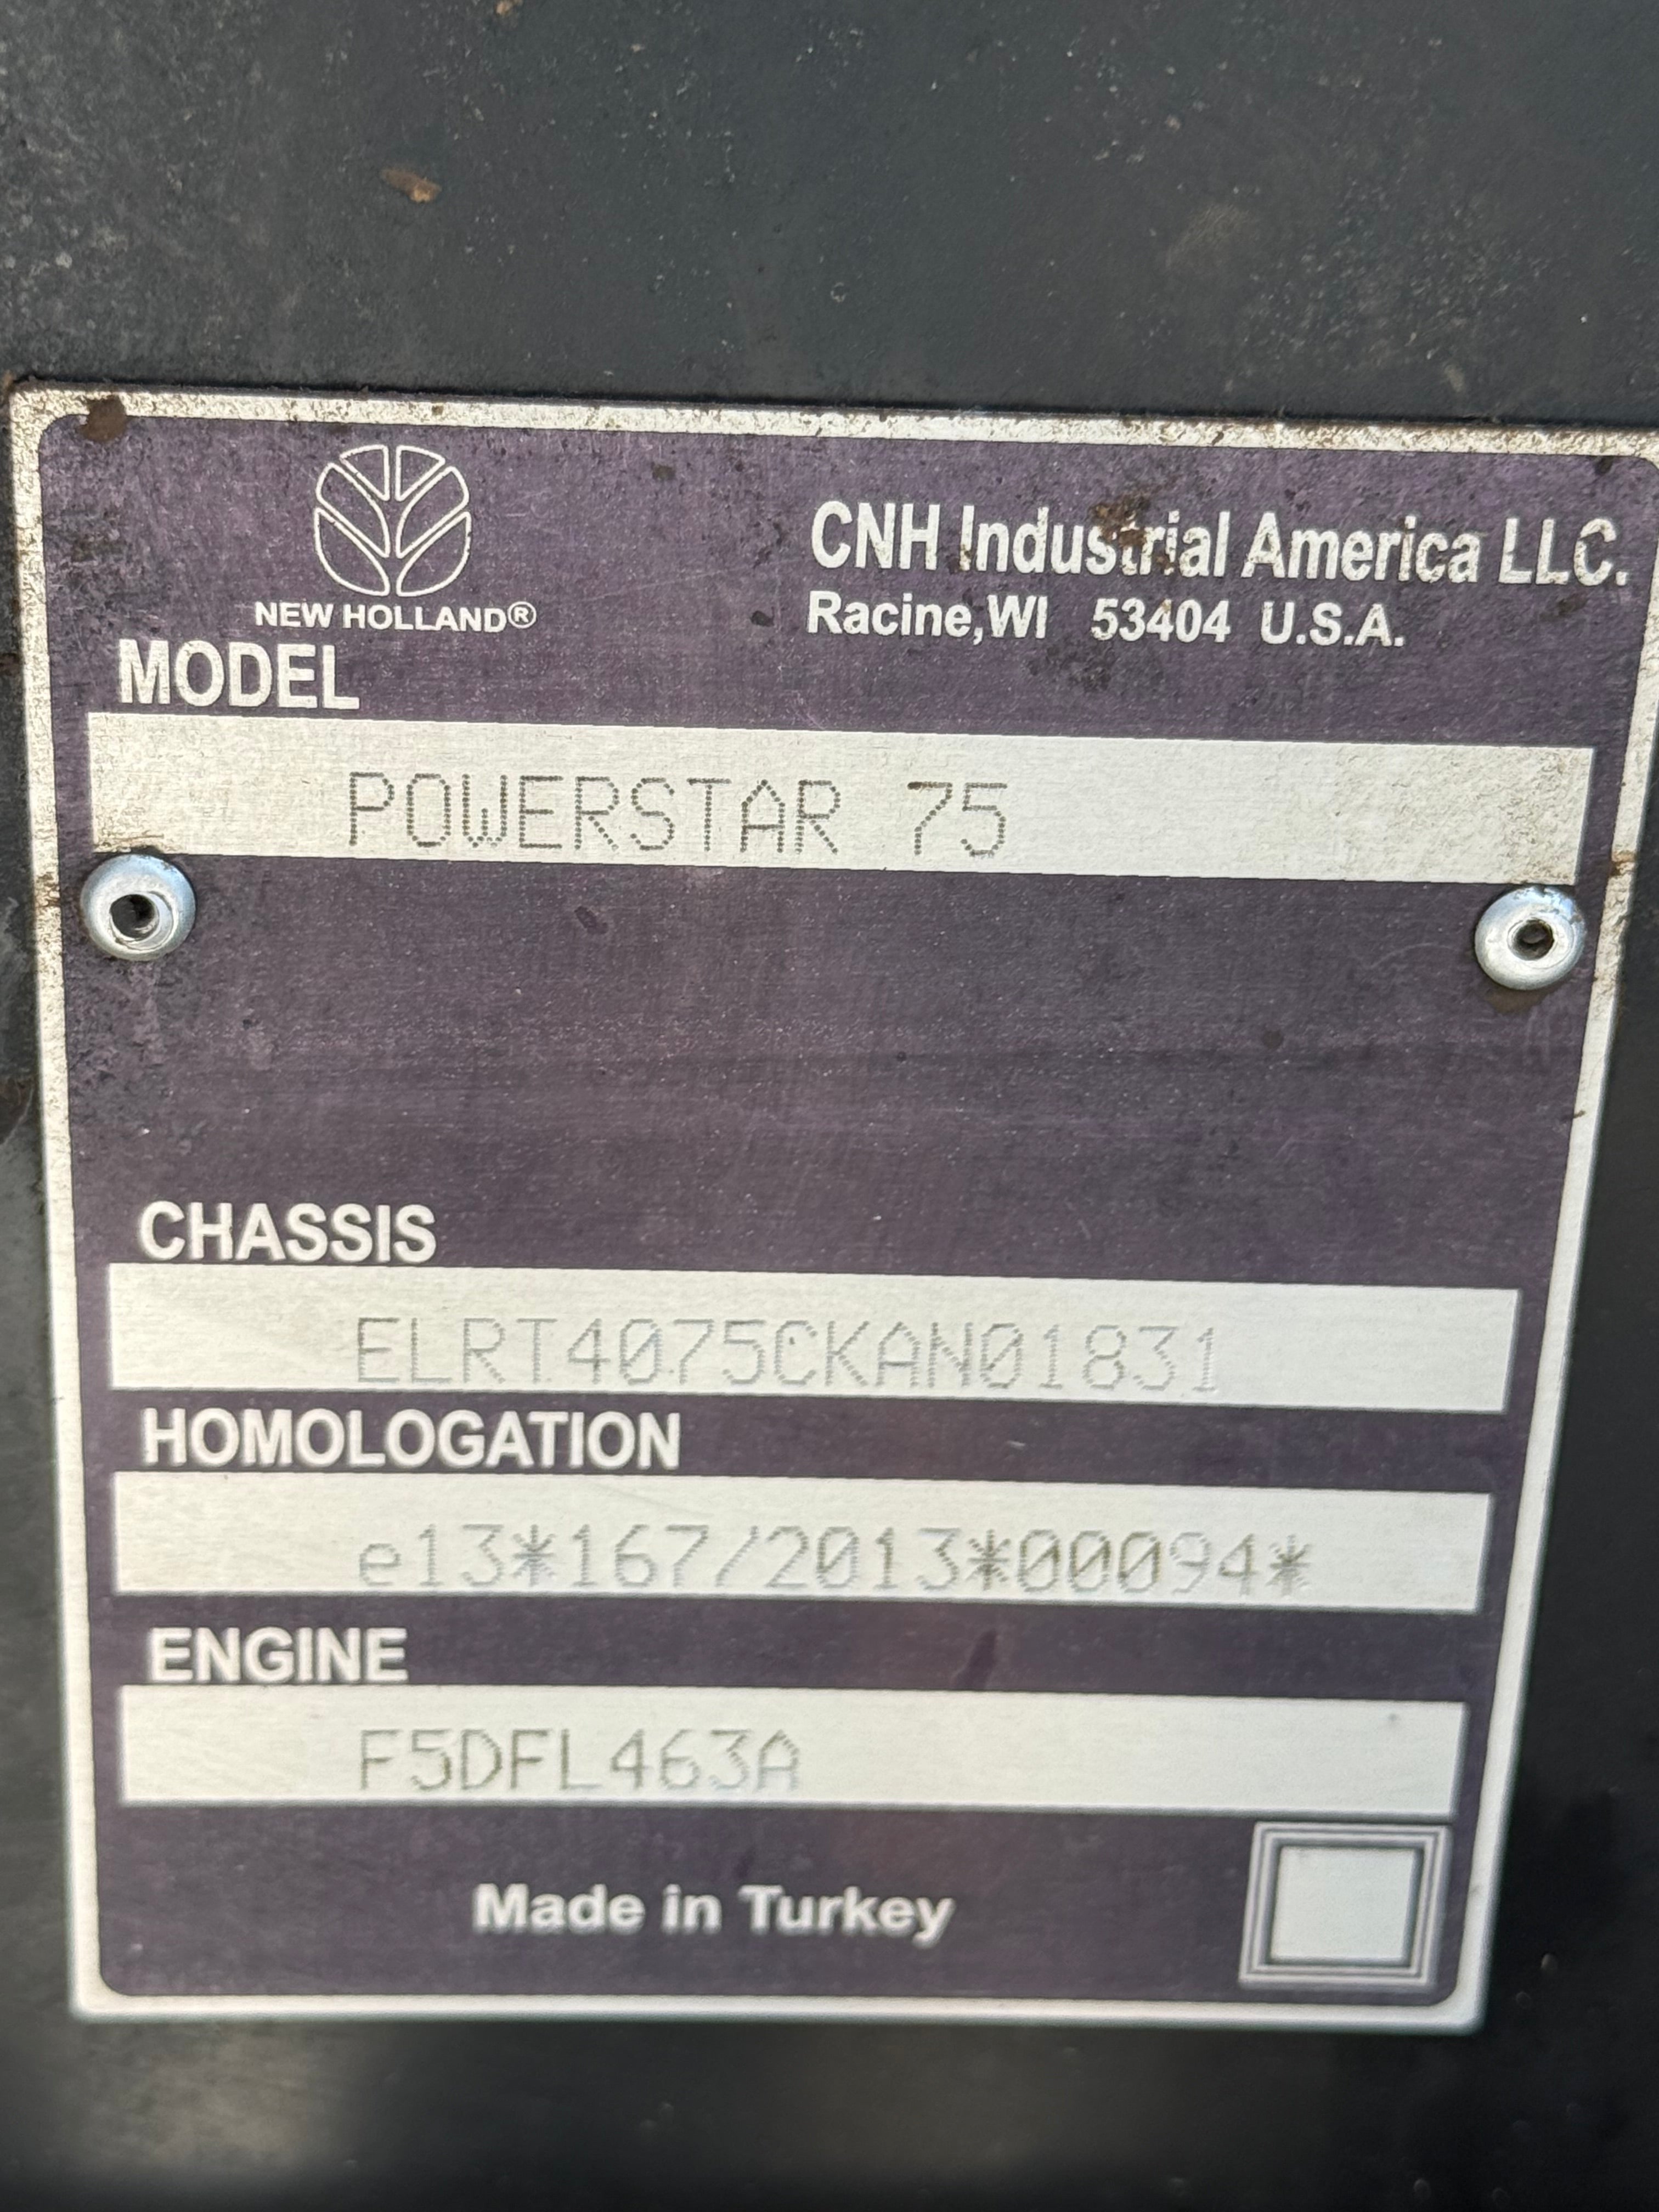 NEW HOLLAND®
CNH Industrial America LLC.
Racine,WI 53404 U.S.A.
MODEL
POWERSTAR 75
CHASSIS
ELRT4075CKAN01831
HOMOLOGATION
e13*167/2013*00094*
ENGINE
F5DFL463A
Made in Turkey